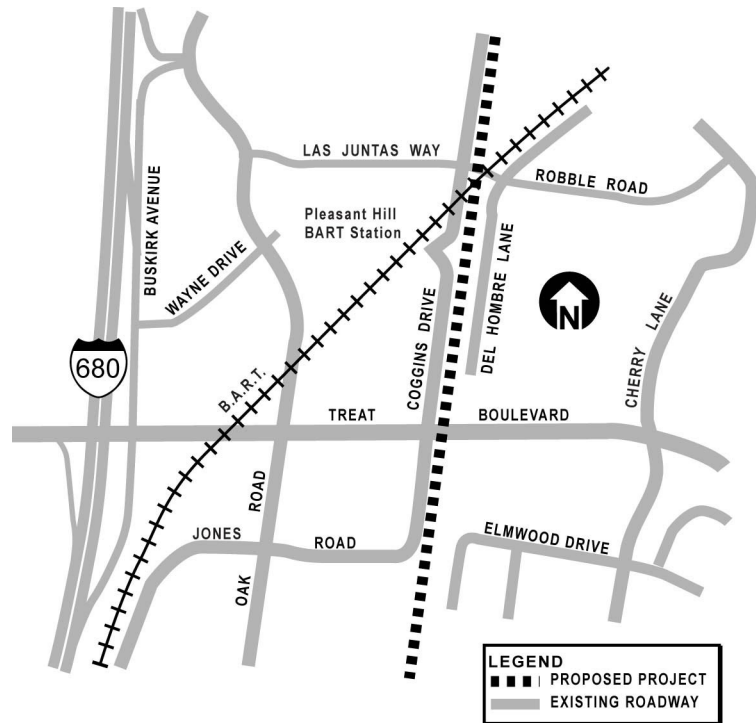 LAS JUNTAS WAY
ROBBLE ROAD
BUSKIRK AVENUE
Pleasant Hill
BART Station
WAYNE DRIVE
DEL HOMBRE LANE
N
COGGINS DRIVE
CHERRY LANE
680
B.A.R.T.
TREAT BOULEVARD
OAK ROAD
JONES ROAD
ELMWOOD DRIVE
LEGEND
PROPOSED PROJECT
EXISTING ROADWAY